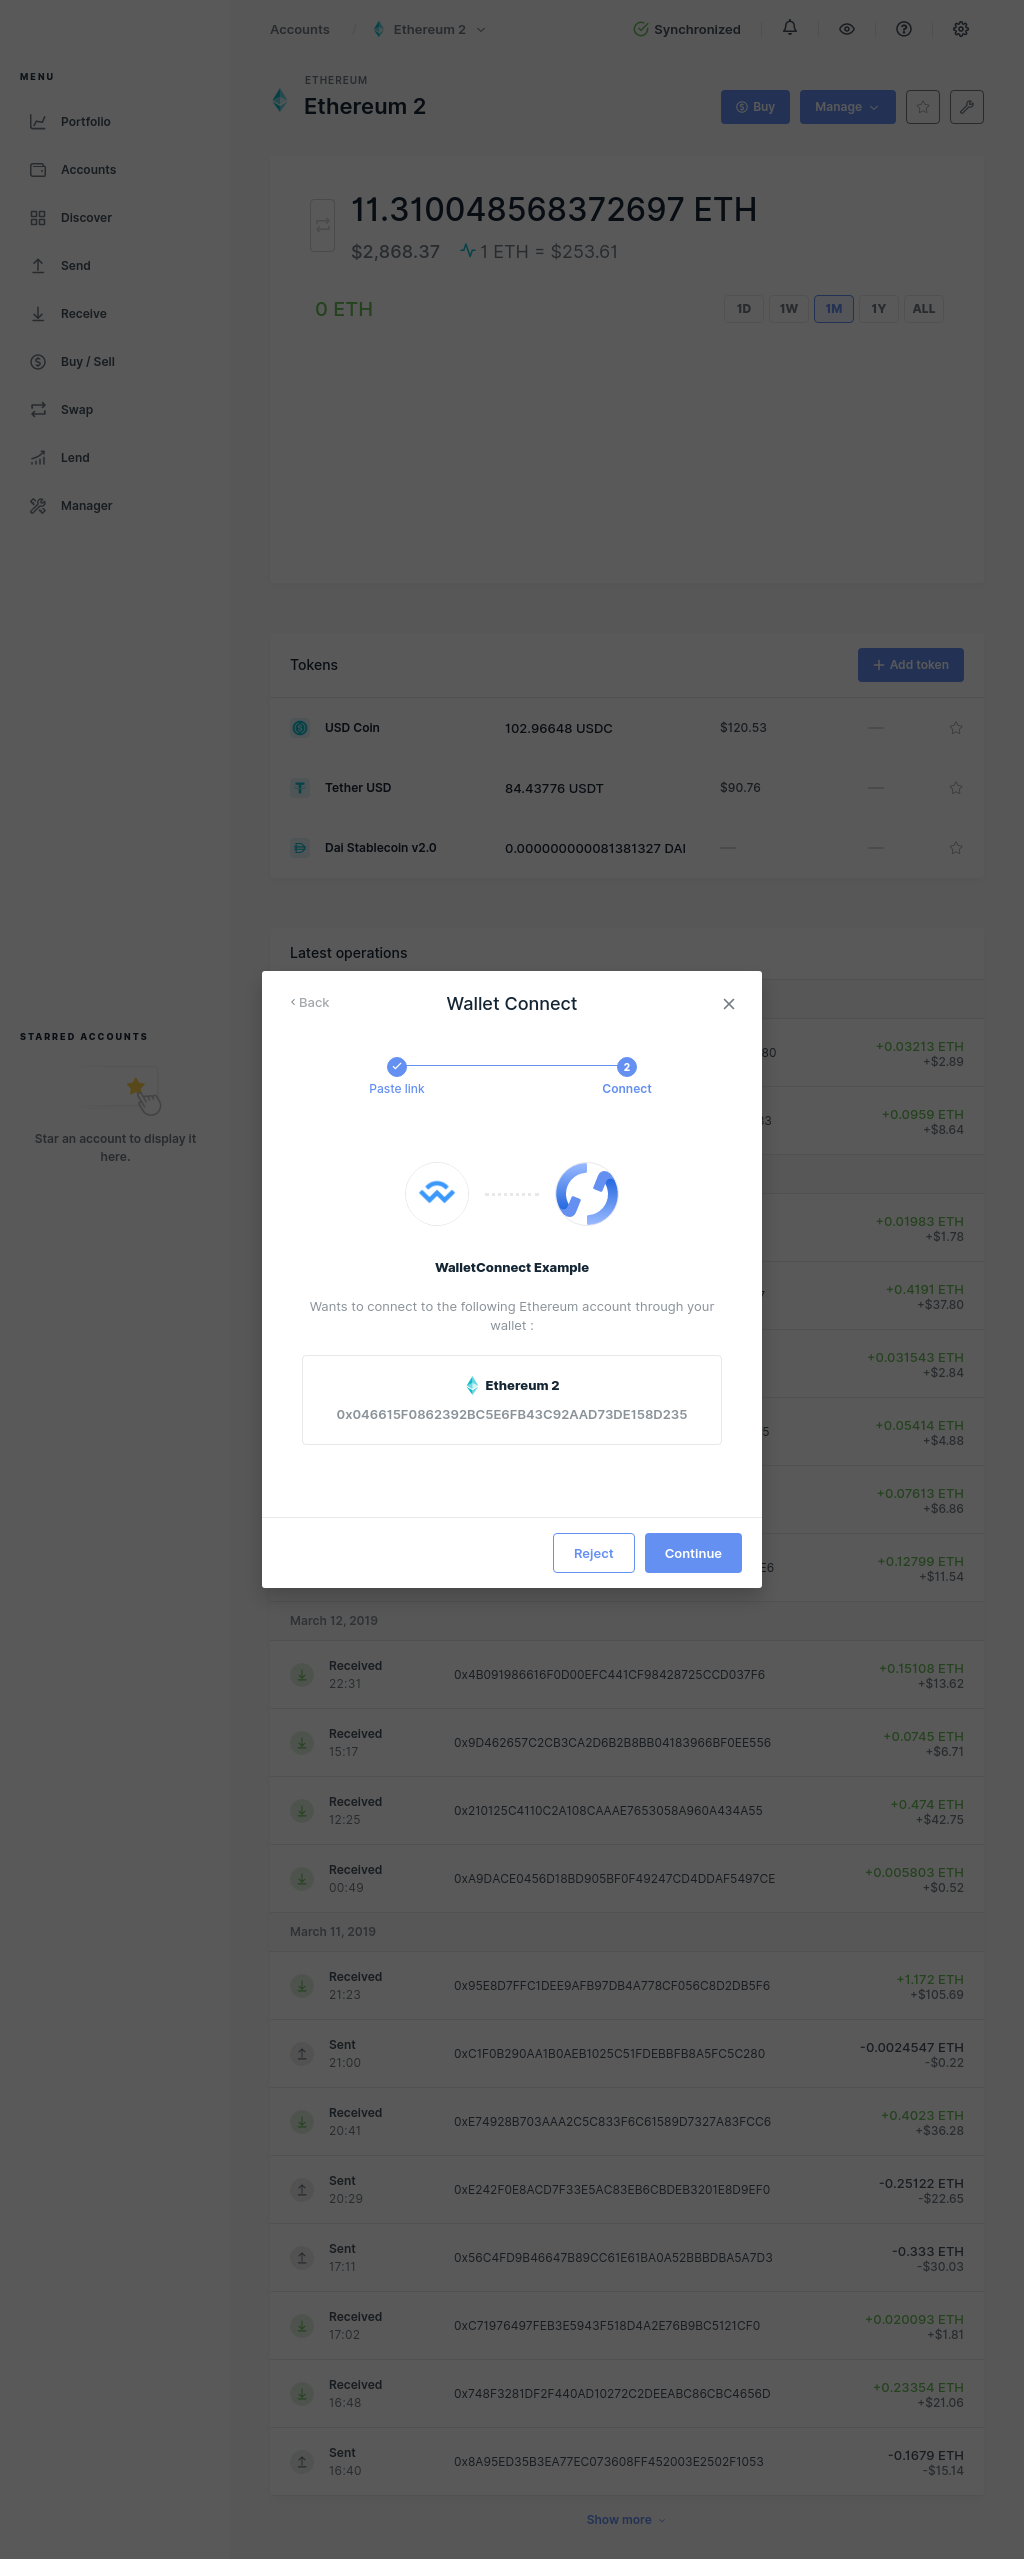 Accounts / Ethereum 2
Synchronized
MENU
Portfolio
Accounts
Discover
Send
Receive
Buy / Sell
Swap
Lend
Manager
STARRED ACCOUNTS
Star an account to display it
here.
ETHEREUM
Ethereum 2
Buy
Manage
11.310048568372697 ETH
$2,868.37 1 ETH = $253.61
0 ETH
1D 1W 1M 1Y ALL
Tokens
+ Add token
USD Coin 102.96648 USDC $120.53 —
Tether USD 84.43776 USDT $90.76 —
Dai Stablecoin v2.0 0.000000000081381327 DAI — —
Latest operations
Back
Wallet Connect
2
Paste link
Connect
WalletConnect Example
Wants to connect to the following Ethereum account through your
wallet :
Ethereum 2
0x046615F0862392BC5E6FB43C92AAD73DE158D235
Reject
Continue
80 +0.03213 ETH
+$2.89
+0.0959 ETH
+$8.64
+0.01983 ETH
+$1.78
+0.4191 ETH
+$37.80
+0.031543 ETH
+$2.84
5 +0.05414 ETH
+$4.88
+0.07613 ETH
+$6.86
E6 +0.12799 ETH
+$11.54
March 12, 2019
Received
22:31
0x4B091986616F0D00EFC441CF98428725CCD037F6
+0.15108 ETH
+$13.62
Received
15:17
0x9D462657C2CB3CA2D6B2B8BB04183966BF0EE556
+0.0745 ETH
+$6.71
Received
12:25
0x210125C4110C2A108CAAAE7653058A960A434A55
+0.474 ETH
+$42.75
Received
00:49
0xA9DACE0456D18BD905BF0F49247CD4DDAF5497CE
+0.005803 ETH
+$0.52
March 11, 2019
Received
21:23
0x95E8D7FFC1DEE9AFB97DB4A778CF056C8D2DB5F6
+1.172 ETH
+$105.69
Sent
21:00
0xC1F0B290AA1B0AEB1025C51FDEBBFB8A5FC5C280
-0.0024547 ETH
-$0.22
Received
20:41
0xE74928B703AAA2C5C833F6C61589D7327A83FCC6
+0.4023 ETH
+$36.28
Sent
20:29
0xE242F0E8ACD7F33E5AC83EB6CBDEB3201E8D9EF0
-0.25122 ETH
-$22.65
Sent
17:11
0x56C4FD9B46647B89CC61E61BA0A52BBBDBA5A7D3
-0.333 ETH
-$30.03
Received
17:02
0xC71976497FEB3E5943F518D4A2E76B9BC5121CF0
+0.020093 ETH
+$1.81
Received
16:48
0x748F3281DF2F440AD10272C2DEEABC86CBC4656D
+0.23354 ETH
+$21.06
Sent
16:40
0x8A95ED35B3EA77EC073608FF452003E2502F1053
-0.1679 ETH
-$15.14
Show more